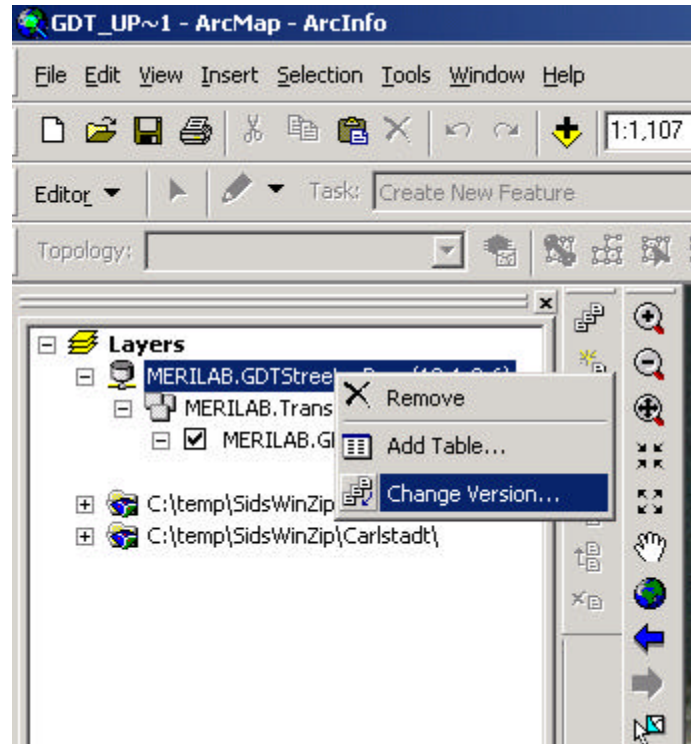 GDT_UP~1 - ArcMap - ArcInfo
File Edit View Insert Selection Tools Window Help
1:1,107
Editor Task: Create New Feature
Topology:
Layers
MERILAB.GDTStree
MERILAB.Trans
MERILAB.G
C:\temp\SidsWinZip
C:\temp\SidsWinZip\Carlstadt\
Remove
Add Table...
Change Version...